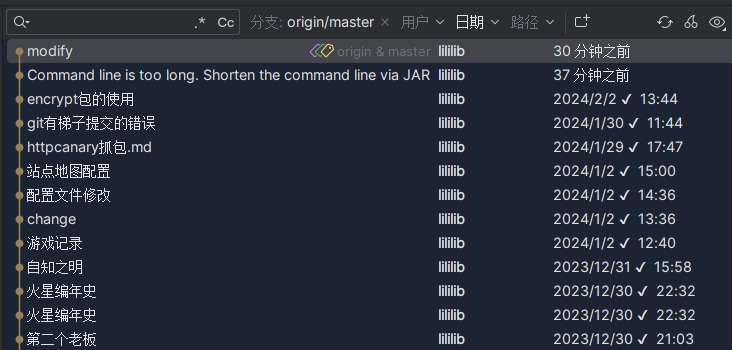 .* Cc 分支: origin/master × 用户 日期 路径
modify origin & master lililib 30 分钟之前
Command line is too long. Shorten the command line via JAR lililib 37 分钟之前
encrypt包的使用 lililib 2024/2/2 ✔ 13:44
git有梯子提交的错误 lililib 2024/1/30 ✔ 11:44
httpcanary抓包.md lililib 2024/1/29 ✔ 17:47
站点地图配置 lililib 2024/1/2 ✔ 15:00
配置文件修改 lililib 2024/1/2 ✔ 14:36
change lililib 2024/1/2 ✔ 13:36
游戏记录 lililib 2024/1/2 ✔ 12:40
自知之明 lililib 2023/12/31 ✔ 15:58
火星编年史 lililib 2023/12/30 ✔ 22:32
火星编年史 lililib 2023/12/30 ✔ 22:32
第二个老板 lililib 2023/12/30 ✔ 21:03